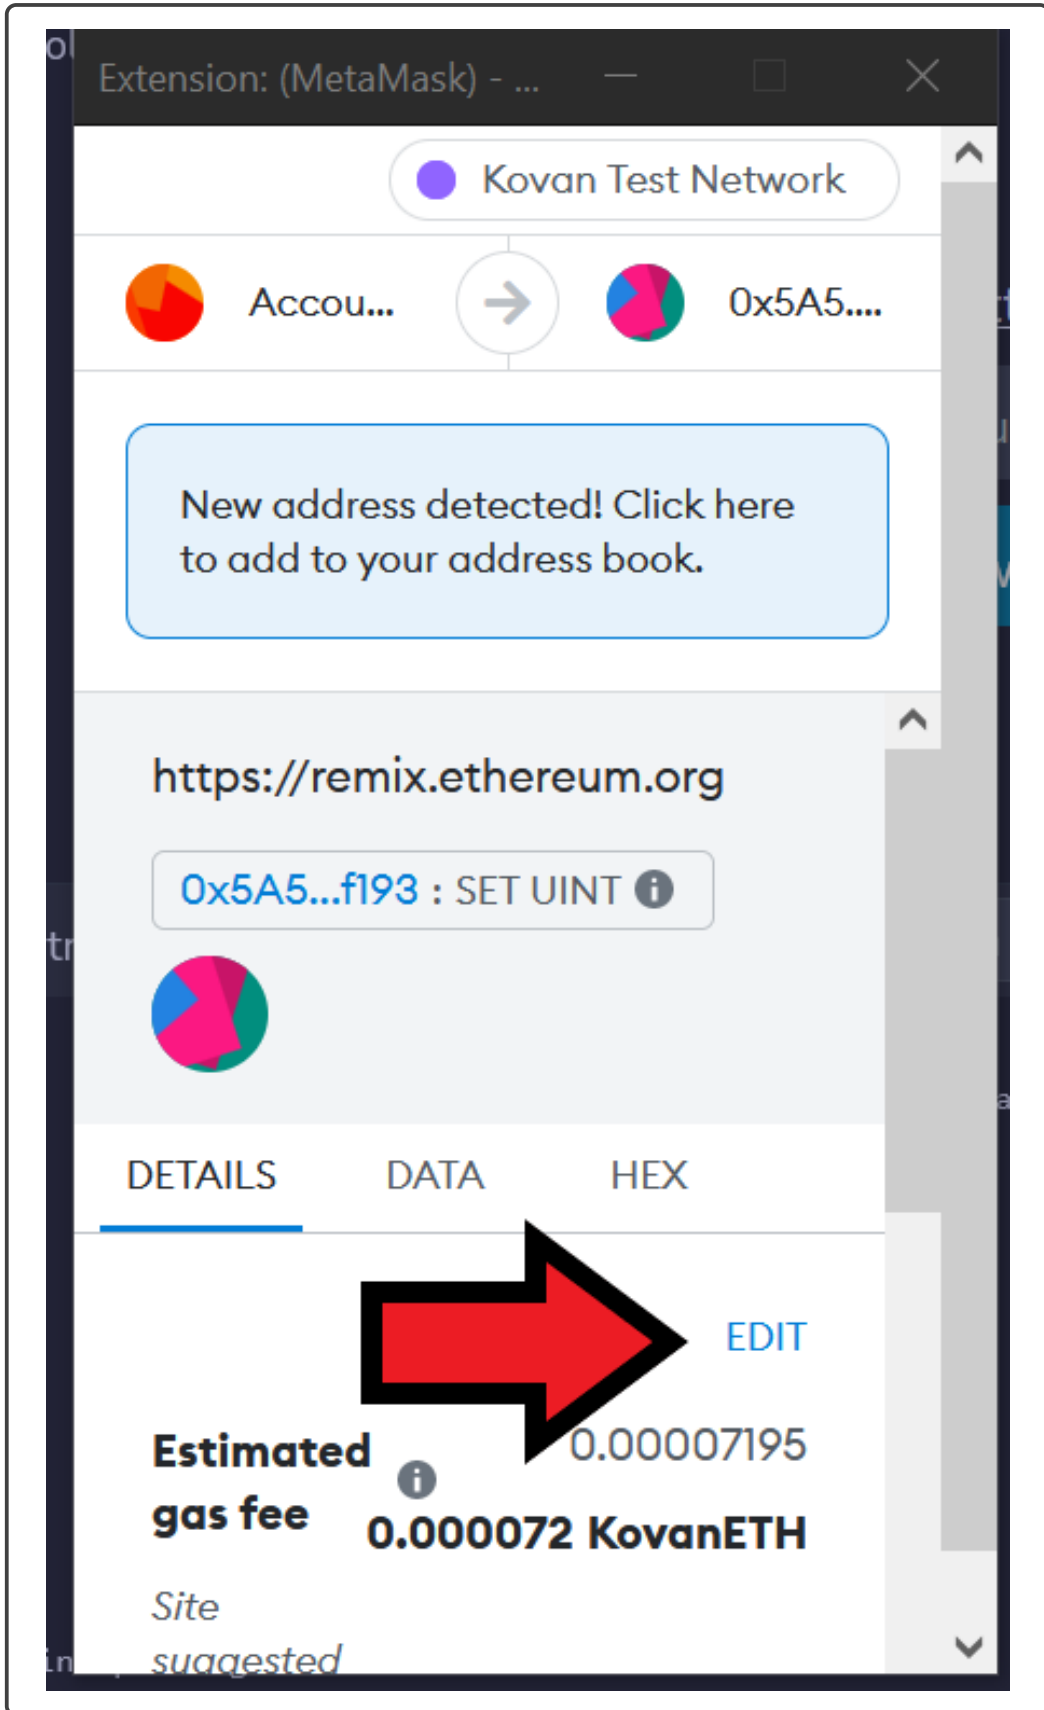 Extension: (MetaMask) - ...
Kovan Test Network
Accou...
0x5A5....
New address detected! Click here
to add to your address book.
https://remix.ethereum.org
0x5A5...f193 : SET UINT
DETAILS DATA HEX
EDIT
0.00007195
Estimated
gas fee
0.000072 KovanETH
Site
suggested